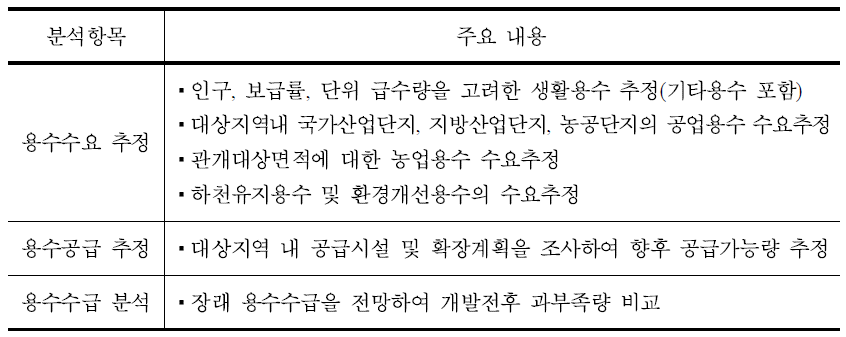 분석항목 주요 내용
▪인구, 보급률, 단위 급수량을 고려한 생활용수 추정(기타용수 포함)
▪대상지역내 국가산업단지, 지방산업단지, 농공단지의 공업용수 수요추정
용수수요 추정
▪관개대상면적에 대한 농업용수 수요추정
▪하천유지용수 및 환경개선용수의 수요추정
용수공급 추정 ▪대상지역 내 공급시설 및 확장계획을 조사하여 향후 공급가능량 추정
용수수급 분석 ▪장래 용수수급을 전망하여 개발전후 과부족량 비교